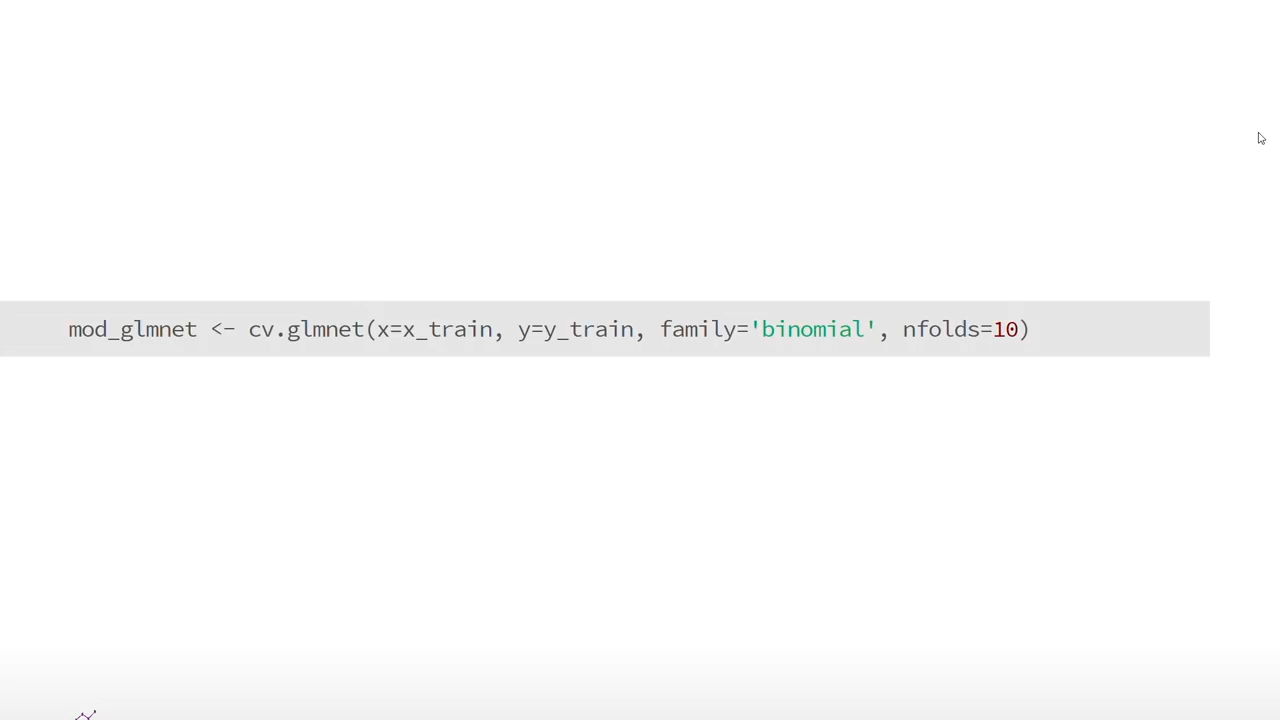 mod_glmnet <- cv.glmnet(x=x_train, y=y_train, family='binomial', nfolds=10)